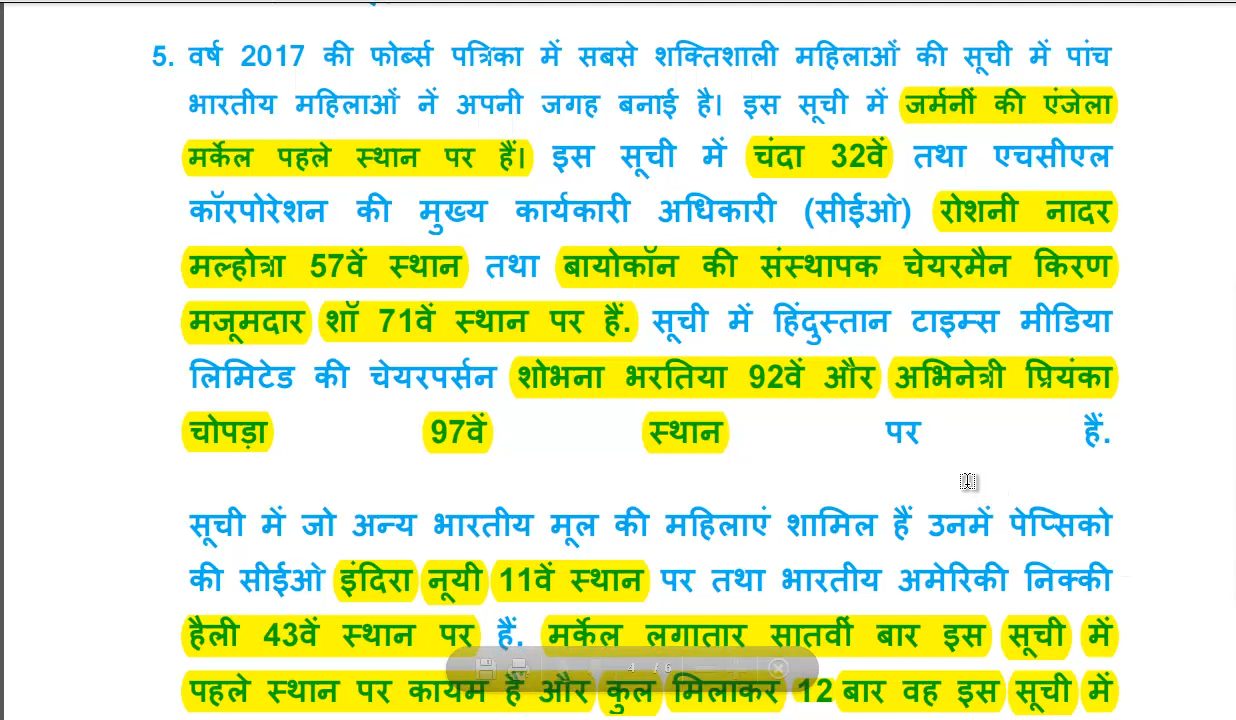 5. वर्ष 2017 की फोर्ब्स पत्रिका में सबसे शक्तिशाली महिलाओं की सूची में पांच
भारतीय महिलाओं नें अपनी जगह बनाई है। इस सूची में जर्मनीं की एंजेला
मर्केल पहले स्थान पर हैं। इस सूची में चंदा 32वें तथा एचसीएल
कॉरपोरेशन की मुख्य कार्यकारी अधिकारी (सीईओ) रोशनी नादर
मल्होत्रा 57वें स्थान तथा बायोकॉन की संस्थापक चेयरमैन किरण
मजूमदार शॉ 71वें स्थान पर हैं. सूची में हिंदुस्तान टाइम्स मीडिया
लिमिटेड की चेयरपर्सन शोभना भरतिया 92वें और अभिनेत्री प्रियंका
चोपड़ा 97वें स्थान पर हैं.
सूची में जो अन्य भारतीय मूल की महिलाएं शामिल हैं उनमें पेप्सिको
की सीईओ इंदिरा नूयी 11वें स्थान पर तथा भारतीय अमेरिकी निक्की
हैली 43वें स्थान पर हैं. मर्केल लगातार सातवीं बार इस सूची में
4 / 6
पहले स्थान पर कायम हैं और कुल मिलाकर 12 बार वह इस सूची में